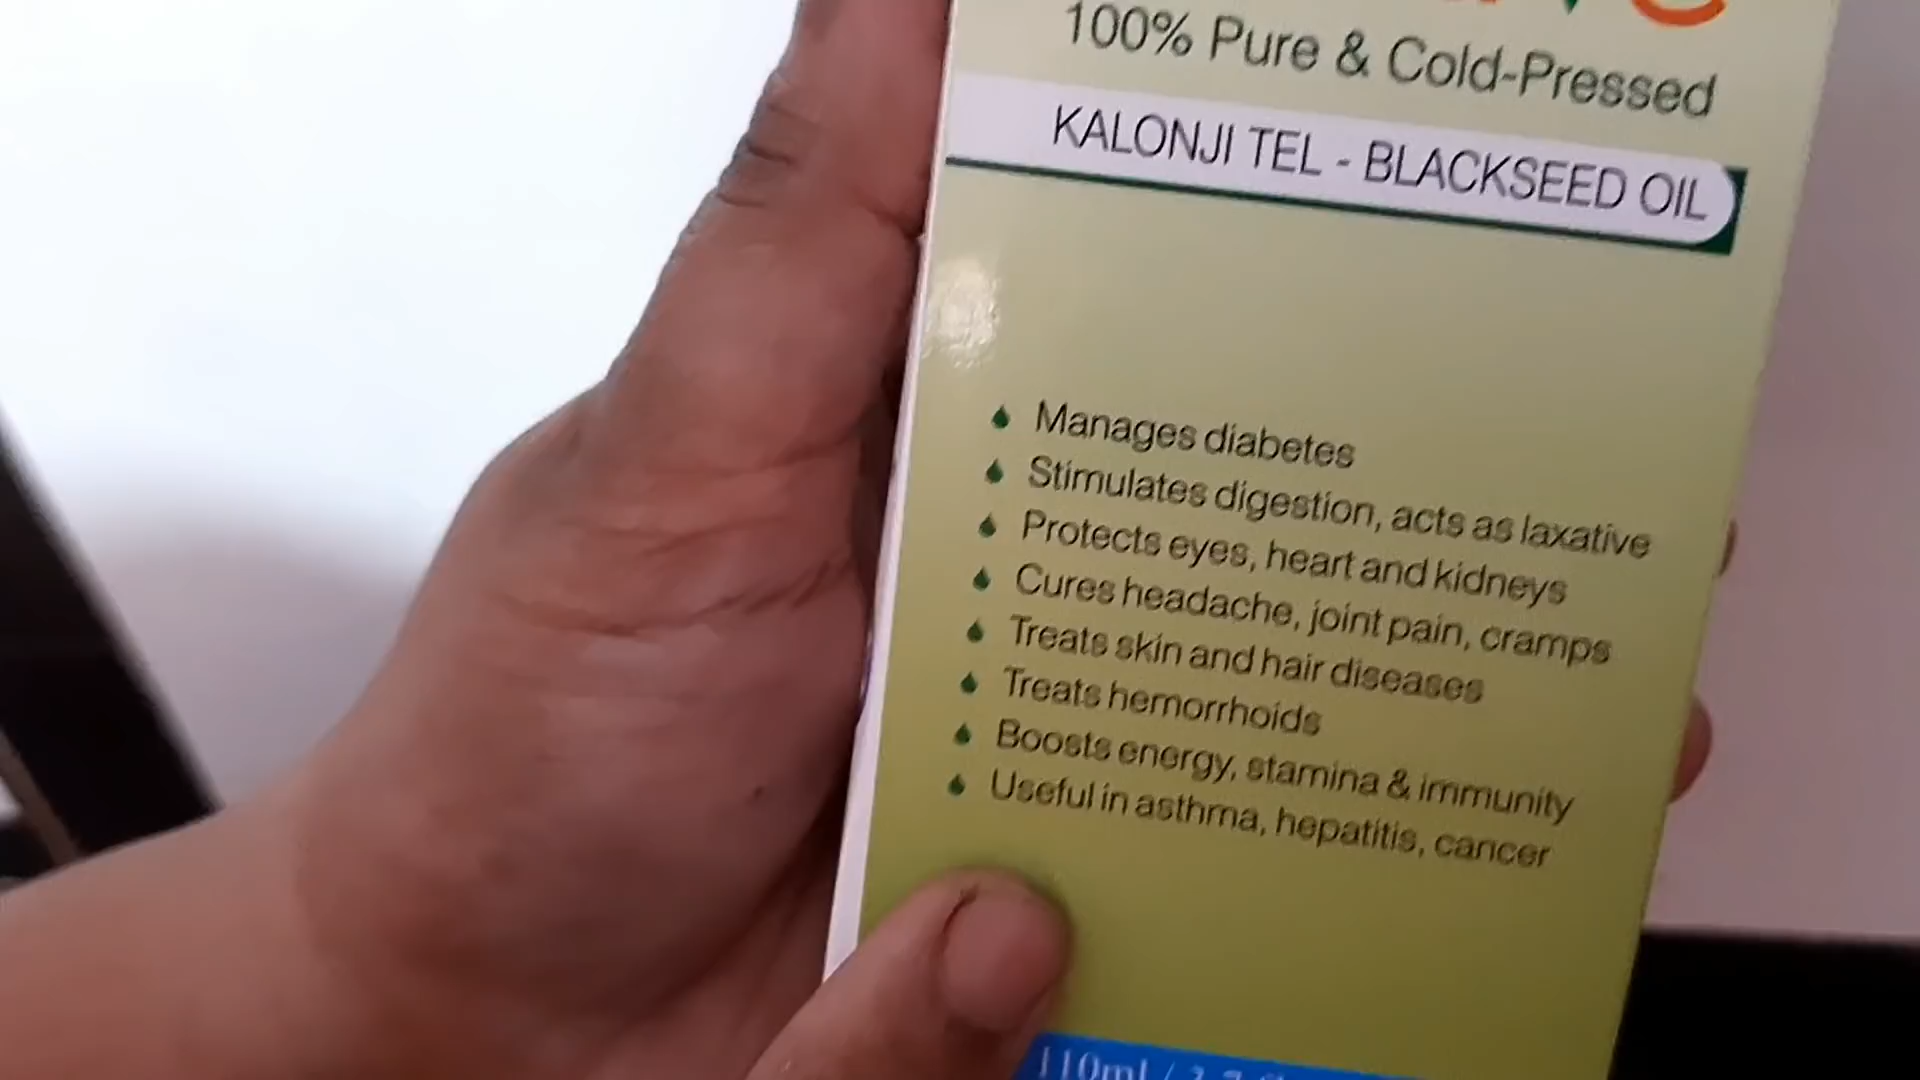 100% Pure & Cold-Pressed
KALONJI TEL - BLACKSEED OIL
Manages diabetes
Stimulates digestion, acts as laxative
Protects eyes, heart and kidneys
Cures headache, joint pain, cramps
Treats skin and hair diseases
Treats hemorrhoids
Boosts energy, stamina & immunity
Useful in asthma, hepatitis, cancer
110ml /